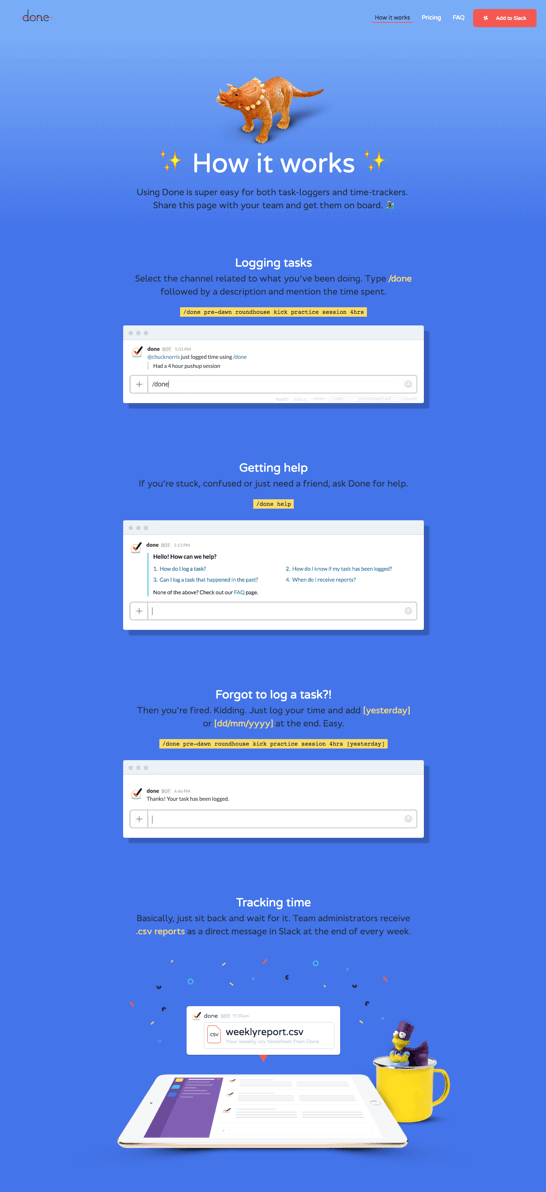 done
How it works
Pricing
FAQ
Add to Slack
How it works
Using Done is super easy for both task-loggers and time-trackers.
Share this page with your team and get them on board.
Logging tasks
Select the channel related to what you've been doing. Type /done
followed by a description and mention the time spent.
/done pre-dawn roundhouse kick practice session 4hrs
done BOT 5:01 PM
@chucknorris just logged time using /done
Had a 4 hour pushup session
/done
Getting help
If you're stuck, confused or just need a friend, ask Done for help.
/done help
done BOT
Hello! How can we help?
1. How do I log a task?
2. How do I know if my task has been logged?
3. Can I log a task that happened in the past?
4. When do I receive reports?
None of the above? Check out our FAQ page.
Forgot to log a task?!
Then you're fired. Kidding. Just log your time and add [yesterday]
or [dd/mm/yyyy] at the end. Easy.
/done pre-dawn roundhouse kick practice session 4hrs [yesterday]
done BOT
Thanks! Your task has been logged.
Tracking time
Basically, just sit back and wait for it. Team administrators receive
.csv reports as a direct message in Slack at the end of every week.
done BOT
.CSV
weeklyreport.csv
Your weekly csv timesheet from Done